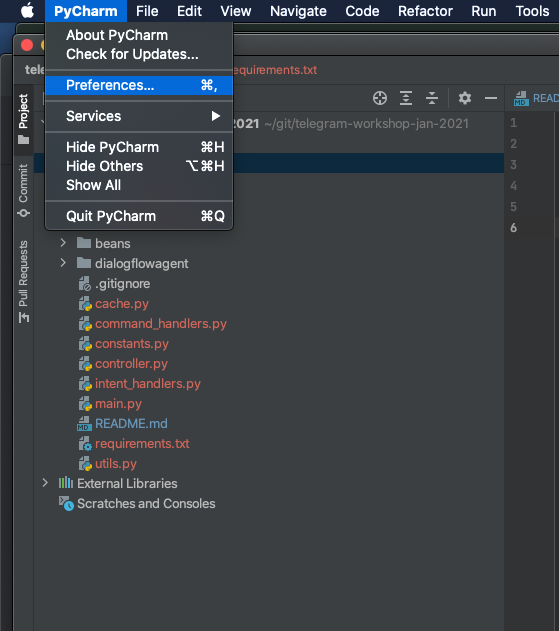 PyCharm File Edit View Navigate Code Refactor Run Tools
About PyCharm
Check for Updates...
Preferences... ⌘,
Services
Hide PyCharm ⌘H
Hide Others ⌥⌘H
Show All
Quit PyCharm ⌘Q
tele
requirements.txt
Project
Commit
Pull Requests
2021 ~/git/telegram-workshop-jan-2021
beans
dialogflowagent
.gitignore
cache.py
command_handlers.py
constants.py
controller.py
intent_handlers.py
main.py
README.md
requirements.txt
utils.py
External Libraries
Scratches and Consoles
READ
1
2
3
4
5
6